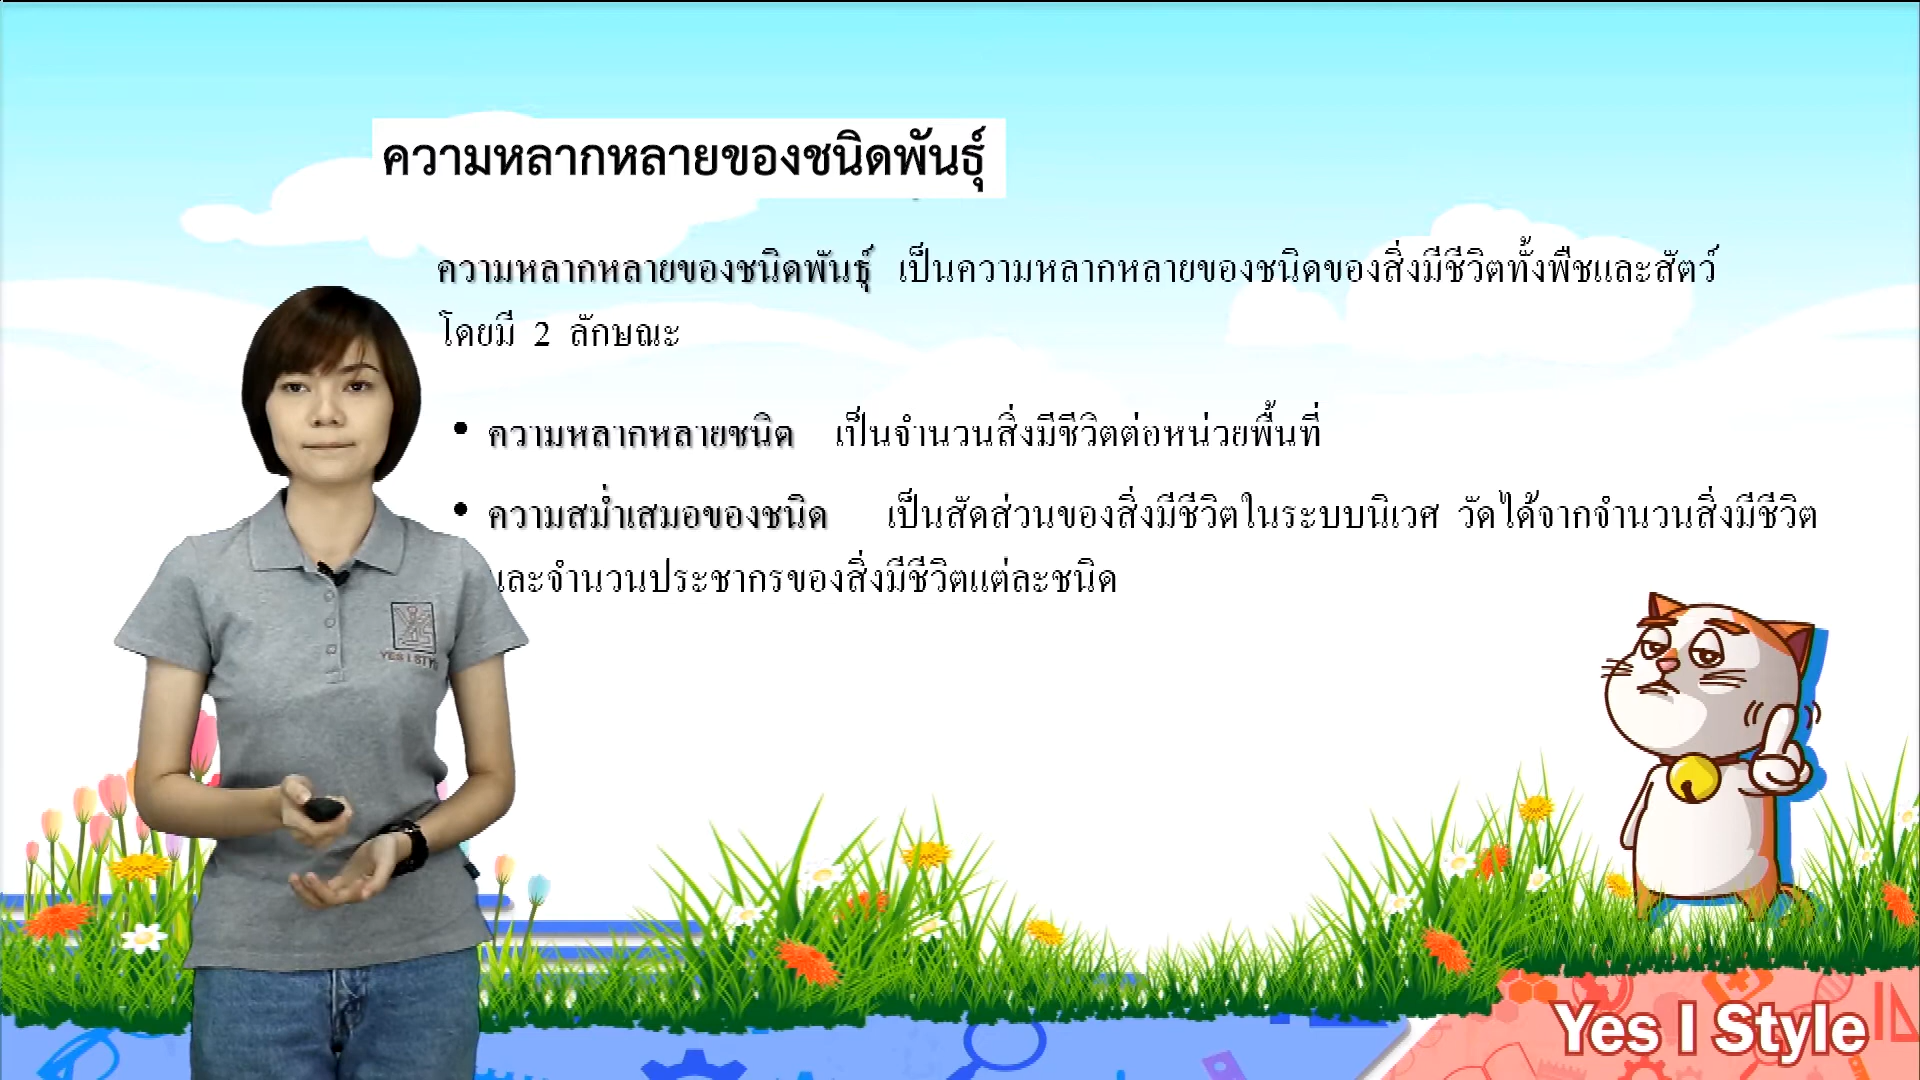 ความหลากหลายของชนิดพันธุ์
ความหลากหลายของชนิดพันธุ์ เป็นความหลากหลายของชนิดของสิ่งมีชีวิตทั้งพืชและสัตว์
โดยมี 2 ลักษณะ
• ความหลากหลายชนิด เป็นจำนวนสิ่งมีชีวิตต่อหน่วยพื้นที่
• ความสม่ำเสมอของชนิด เป็นสัดส่วนของสิ่งมีชีวิตในระบบนิเวศ วัดได้จากจำนวนสิ่งมีชีวิต
และจำนวนประชากรของสิ่งมีชีวิตแต่ละชนิด
YES I STYLE
Yes I Style